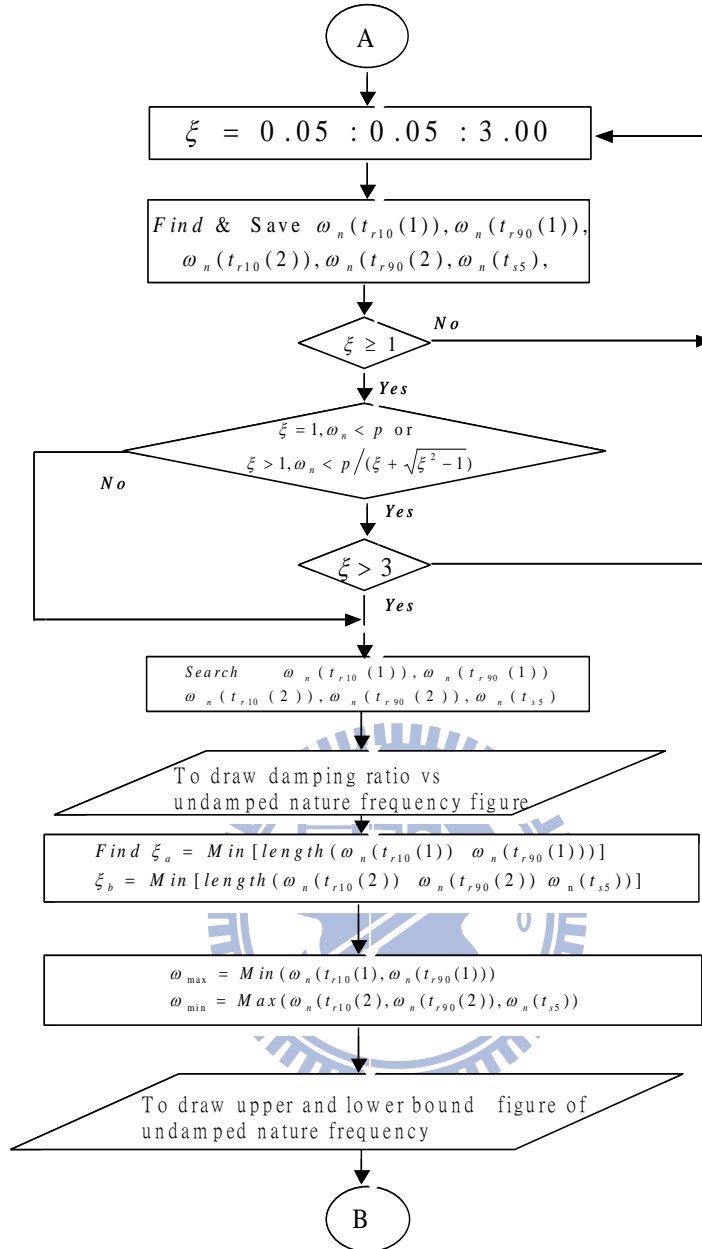 A
ξ = 0.05 : 0.05 : 3.00
Find & Save ω_n(t_r10(1)), ω_n(t_r90(1)),
ω_n(t_r10(2)), ω_n(t_r90(2), ω_n(t_s5),
No
ξ ≥ 1
Yes
ξ = 1, ω_n < p or
ξ > 1, ω_n < p/(ξ + √(ξ² − 1))
No
Yes
ξ > 3
Yes
Search ω_n(t_r10 (1)), ω_n(t_r90 (1))
ω_n(t_r10 (2)), ω_n(t_r90 (2)), ω_n(t_s5)
To draw damping ratio vs
undamped nature frequency figure
Find ξ_a = Min[length(ω_n(t_r10(1)) ω_n(t_r90(1)))]
ξ_b = Min[length(ω_n(t_r10(2)) ω_n(t_r90(2)) ω_n(t_s5))]
ω_max = Min(ω_n(t_r10(1), ω_n(t_r90(1)))
ω_min = Max(ω_n(t_r10(2), ω_n(t_r90(2)), ω_n(t_s5))
To draw upper and lower bound figure of
undamped nature frequency
B